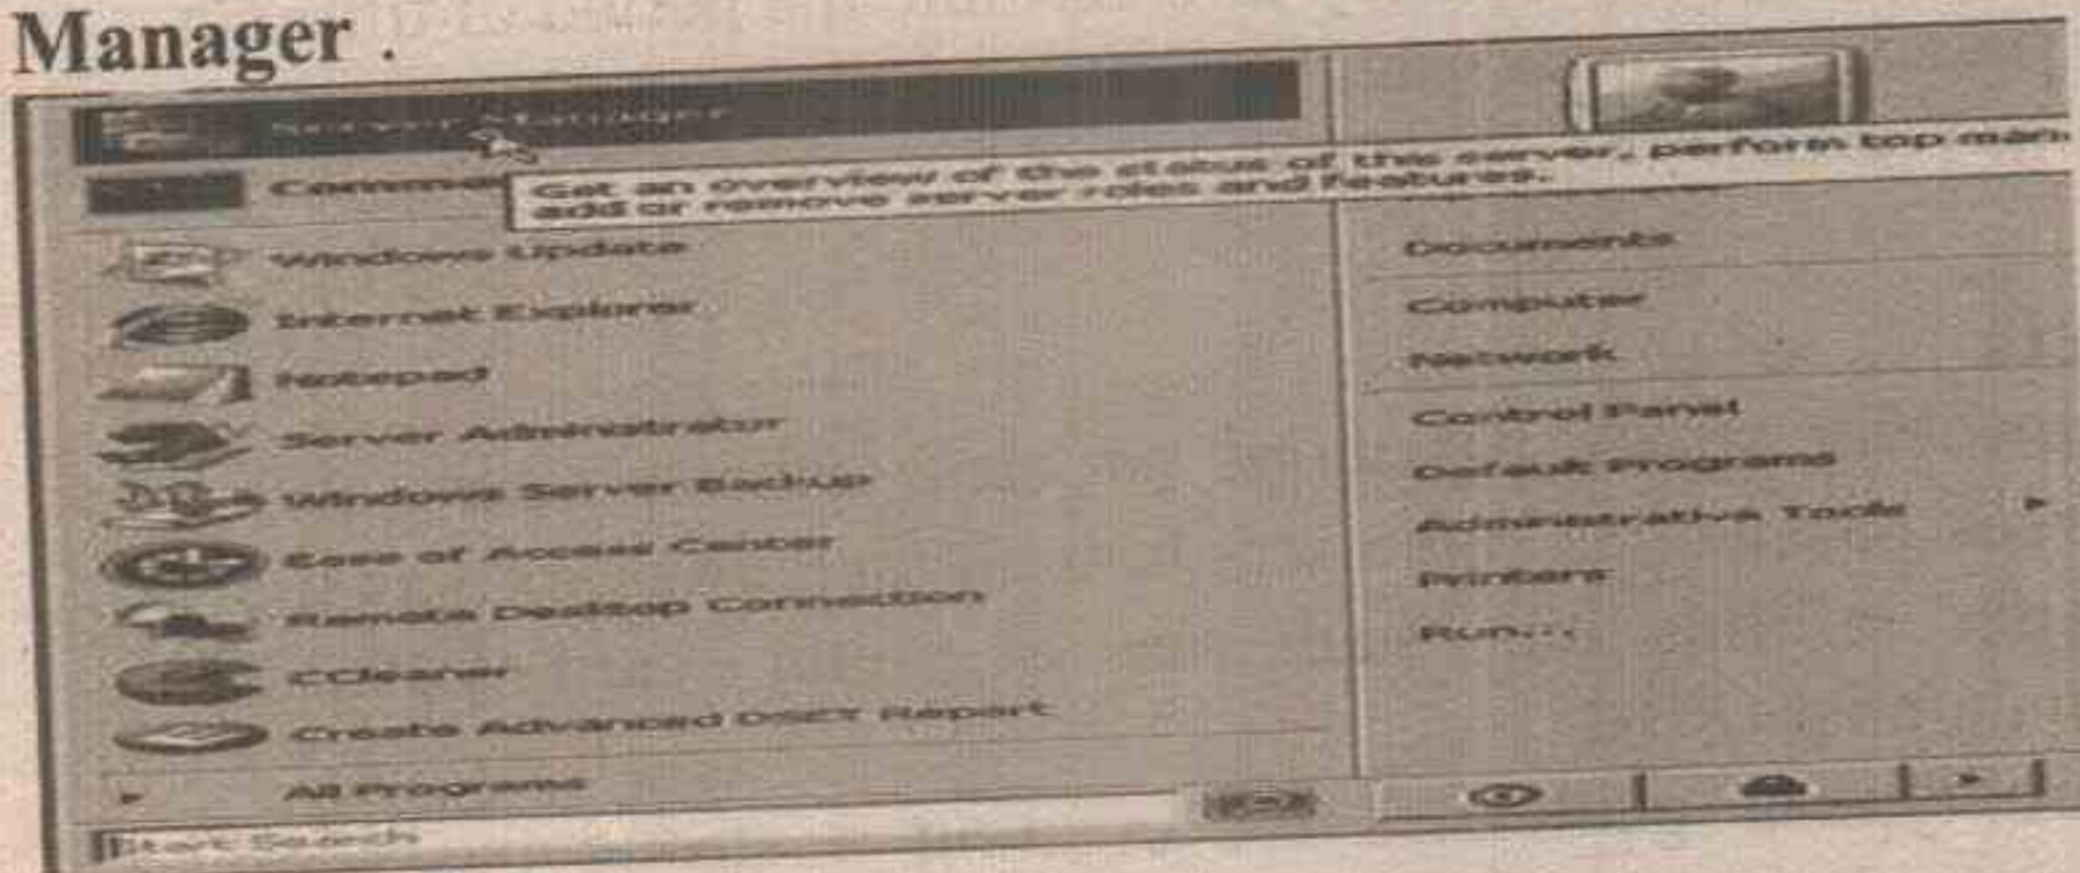 Manager .
Server Manager
Comma
Get an overview of the status of this server, perform top man
add or remove server roles and features.
Windows Update
Internet Explorer
Notepad
Server Administrator
Windows Server Backup
Ease of Access Center
Remote Desktop Connection
CCleaner
Create Advanced DSET Report
All Programs
Start Search
Documents
Computer
Network
Control Panel
Default Programs
Administrative Tools
Printers
Run...